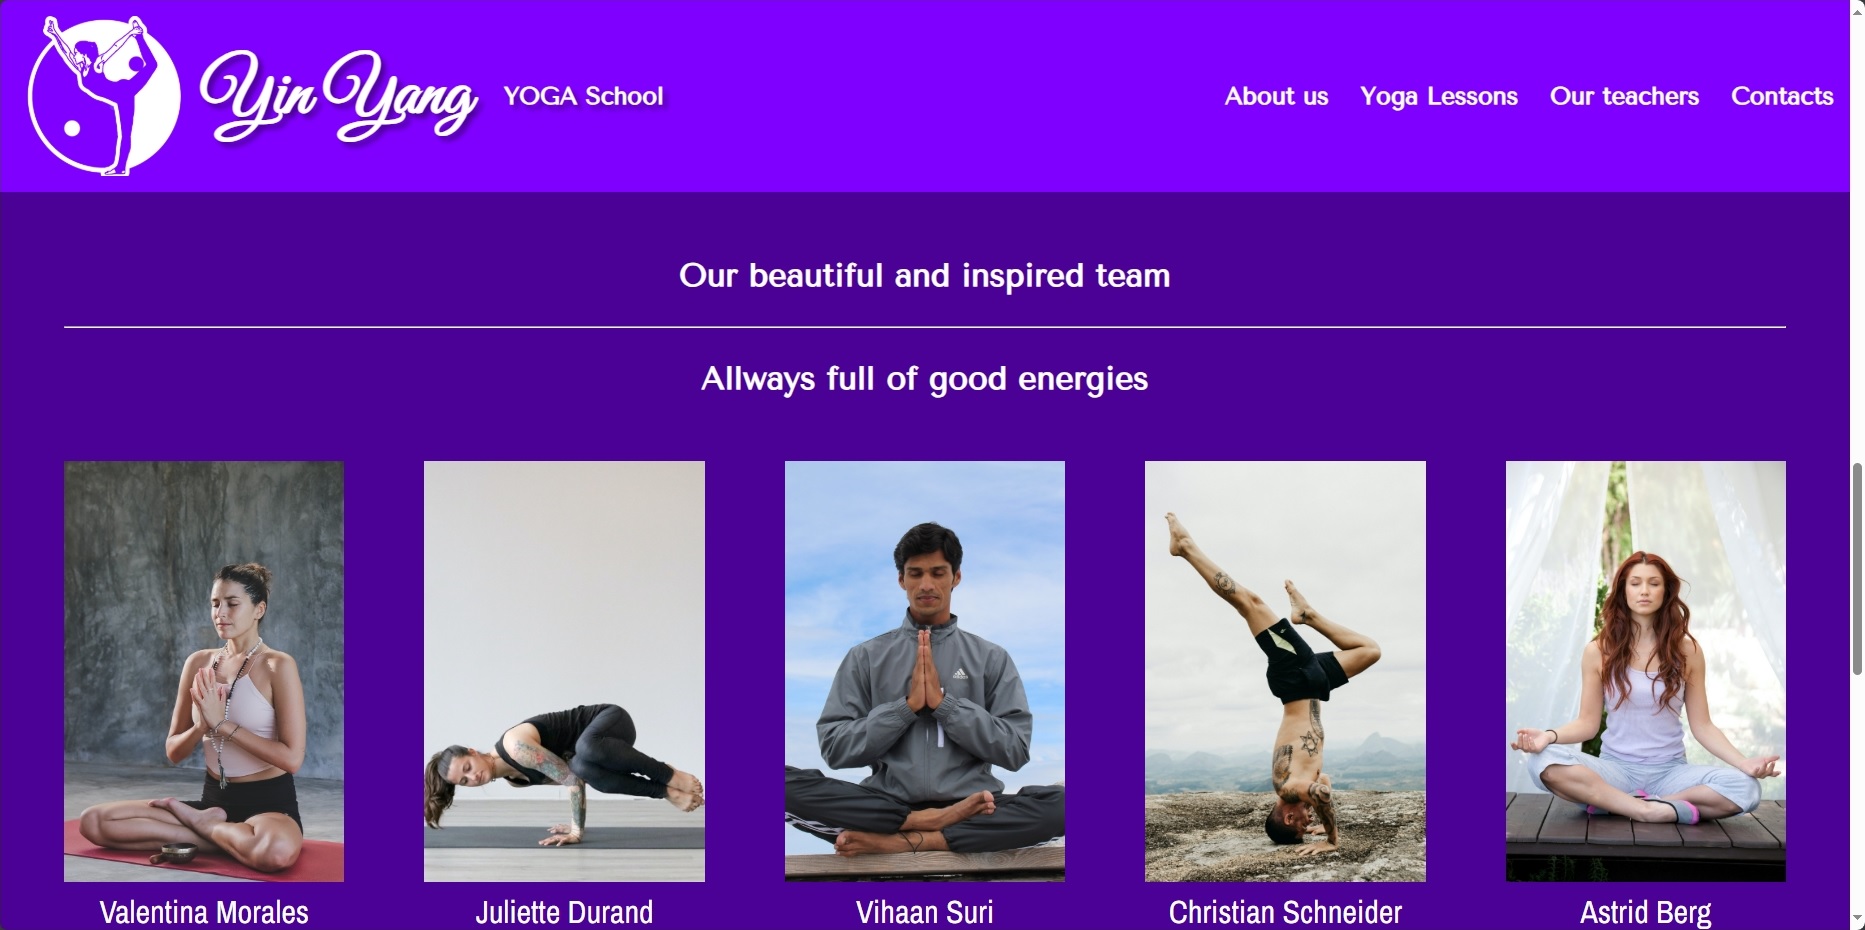 Yin Yang
YOGA School
About us
Yoga Lessons
Our teachers
Contacts
Our beautiful and inspired team
Allways full of good energies
Valentina Morales
Juliette Durand
Vihaan Suri
Christian Schneider
Astrid Berg